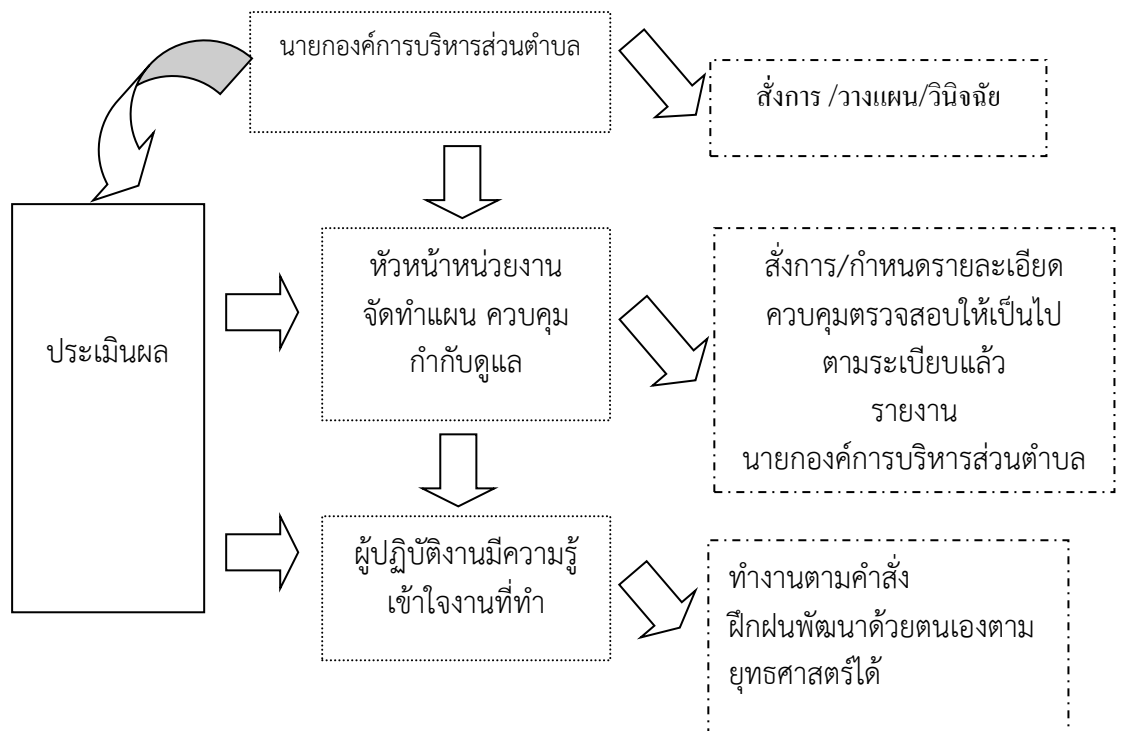 นายกองค์การบริหารส่วนตำบล
สั่งการ /วางแผน/วินิจฉัย
ประเมินผล
หัวหน้าหน่วยงาน
จัดทำแผน ควบคุม
กำกับดูแล
สั่งการ/กำหนดรายละเอียด
ควบคุมตรวจสอบให้เป็นไป
ตามระเบียบแล้ว
รายงาน
นายกองค์การบริหารส่วนตำบล
ผู้ปฏิบัติงานมีความรู้
เข้าใจงานที่ทำ
ทำงานตามคำสั่ง
ฝึกฝนพัฒนาด้วยตนเองตาม
ยุทธศาสตร์ได้